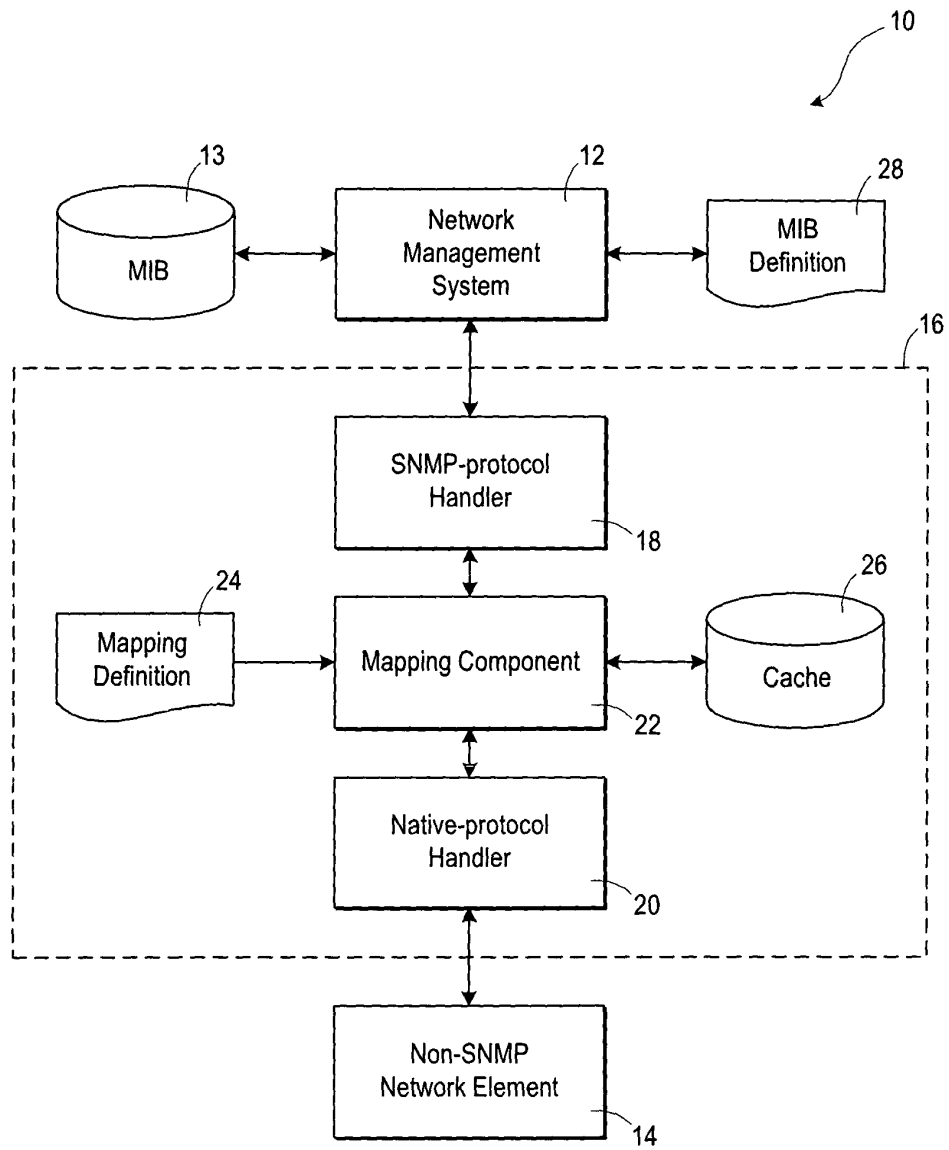 10
13
12
28
MIB
Network
Management
System
MIB
Definition
16
SNMP-protocol
Handler
18
24
26
Mapping
Definition
Mapping Component
Cache
22
Native-protocol
Handler
20
Non-SNMP
Network Element
14